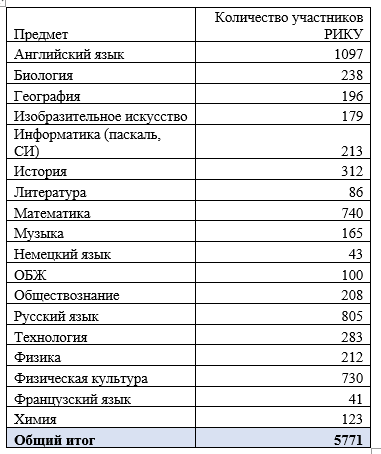 Предмет Количество участников РИКУ
Английский язык 1097
Биология 238
География 196
Изобразительное искусство 179
Информатика (паскаль,
СИ) 213
История 312
Литература 86
Математика 740
Музыка 165
Немецкий язык 43
ОБЖ 100
Обществознание 208
Русский язык 805
Технология 283
Физика 212
Физическая культура 730
Французский язык 41
Химия 123
Общий итог 5771